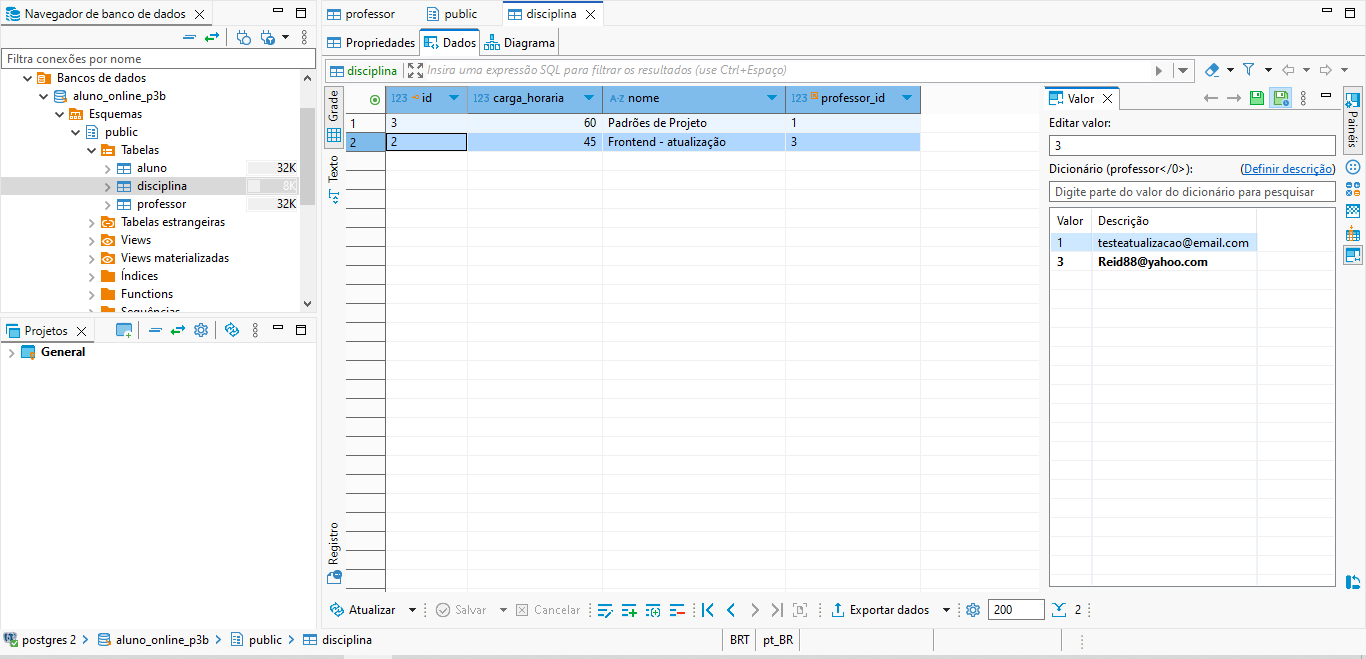 Navegador de banco de dados
Filtra conexões por nome
Bancos de dados
aluno_online_p3b
Esquemas
public
Tabelas
aluno 32K
disciplina 8K
professor 32K
Tabelas estrangeiras
Views
Views materializadas
Índices
Functions
Sequências
Projetos
General
professor public disciplina
Propriedades Dados Diagrama
disciplina Insira uma expressão SQL para filtrar os resultados (use Ctrl+Espaço)
Grade
Texto
Registro
123 id 123 carga_horaria A-Z nome 123 professor_id
1 3 60 Padrões de Projeto 1
2 2 45 Frontend - atualização 3
Valor
Editar valor:
3
Dicionário (professor</0>): (Definir descrição)
Digite parte do valor do dicionário para pesquisar
Valor Descrição
1 testeatualizacao@email.com
3 Reid88@yahoo.com
Painéis
Atualizar Salvar Cancelar Exportar dados 200 2
postgres 2 aluno_online_p3b public disciplina BRT pt_BR